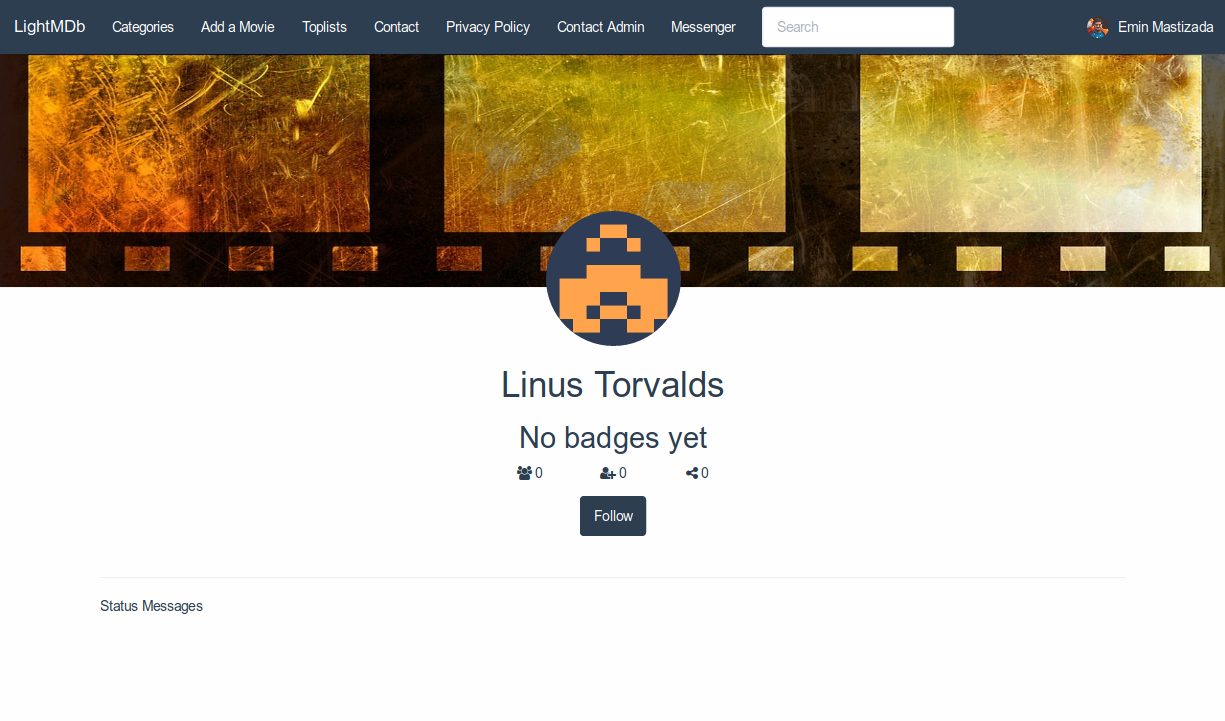 LightMDb Categories Add a Movie Toplists Contact Privacy Policy Contact Admin Messenger Search Emin Mastizada
Linus Torvalds
No badges yet
0 0 0
Follow
Status Messages